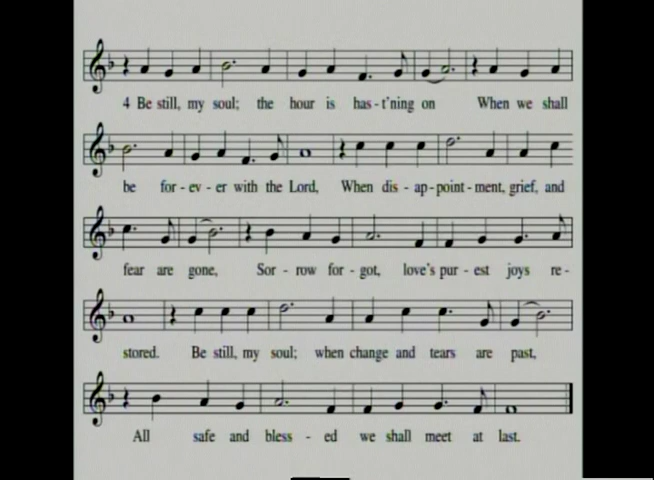 4 Be still, my soul; the hour is has-t'ning on When we shall
be for-ev-er with the Lord, When dis-ap-point-ment, grief, and
fear are gone, Sor-row for-got, love's pur-est joys re-
stored. Be still, my soul; when change and tears are past,
All safe and bless-ed we shall meet at last.